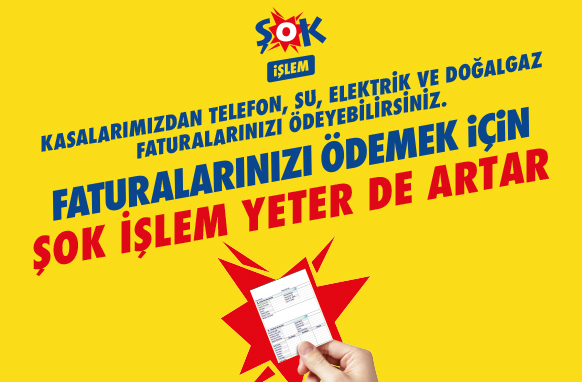 ŞOK
İŞLEM
KASALARIMIZDAN TELEFON, SU, ELEKTRİK VE DOĞALGAZ
FATURALARINIZI ÖDEYEBİLİRSİNİZ.
FATURALARINIZI ÖDEMEK İÇİN
ŞOK İŞLEM YETER DE ARTAR